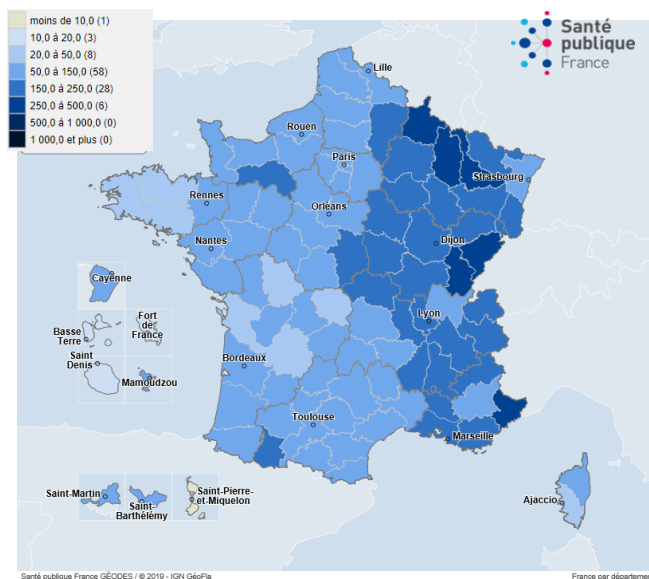 moins de 10,0 (1)
10,0 à 20,0 (3)
20,0 à 50,0 (8)
50,0 à 150,0 (58)
150,0 à 250,0 (28)
250,0 à 500,0 (6)
500,0 à 1 000,0 (0)
1 000,0 et plus (0)
Santé
publique
France
Lille
Rouen
Paris
Strasbourg
Rennes
Orléans
Nantes
Dijon
Cayenne
Basse
Terre
Fort
de
France
Saint
Denis
Mamoudzou
Lyon
Bordeaux
Toulouse
Marseille
Saint-Martin
Saint-
Barthélémy
Saint-Pierre-
et-Miquelon
Ajaccio
Santé publique France GÉODES / © 2019 - IGN GéoFla
France par départeme